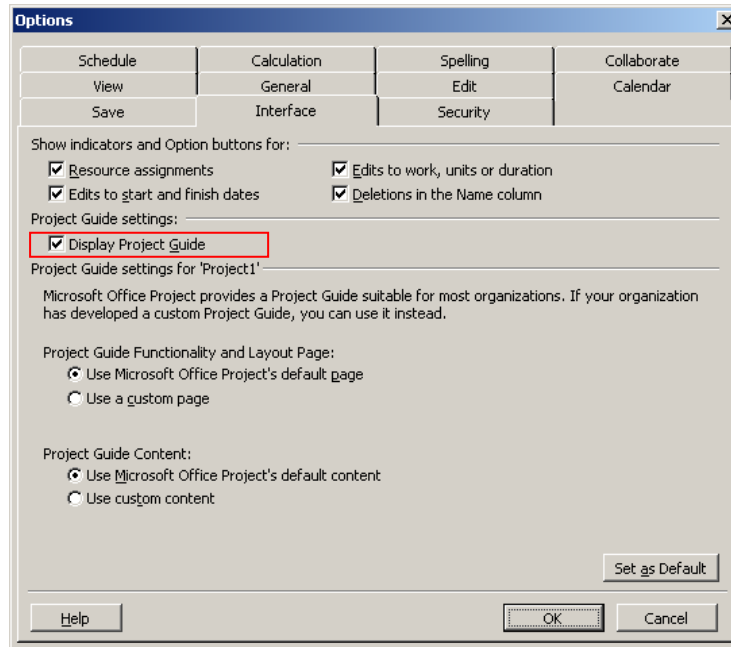 Options
Schedule Calculation Spelling Collaborate
View General Edit Calendar
Save Interface Security
Show indicators and Option buttons for:
Resource assignments Edits to work, units or duration
Edits to start and finish dates Deletions in the Name column
Project Guide settings:
Display Project Guide
Project Guide settings for 'Project1'
Microsoft Office Project provides a Project Guide suitable for most organizations. If your organization
has developed a custom Project Guide, you can use it instead.
Project Guide Functionality and Layout Page:
Use Microsoft Office Project's default page
Use a custom page
Project Guide Content:
Use Microsoft Office Project's default content
Use custom content
Set as Default
Help OK Cancel